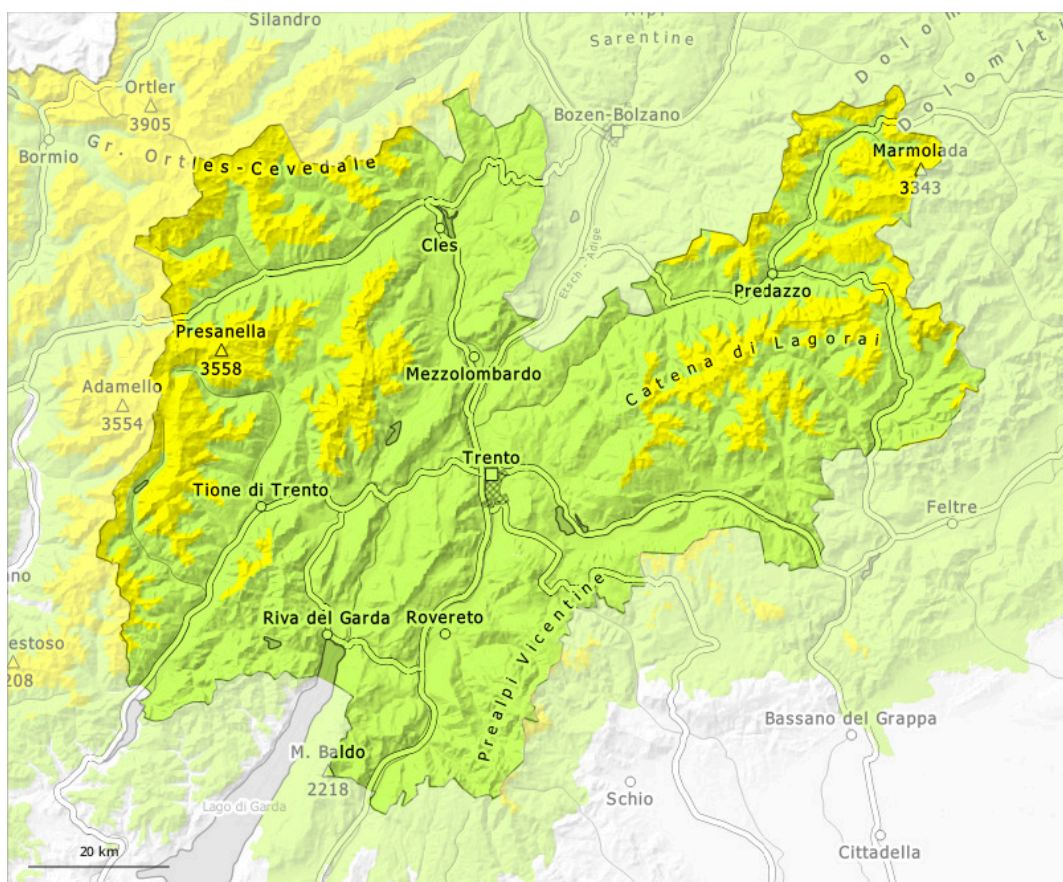 Silandro
Alpi
Sarentine
Dolomiti
Ortler
3905
Bozen-Bolzano
Bormio
Gr. Ortles-Cevedale
Marmolada
3343
Etsch - Adige
Cles
Predazzo
Presanella
3558
Catena di Lagorai
Mezzolombardo
Adamello
3554
Trento
Tione di Trento
Feltre
Riva del Garda
Rovereto
Prealpi Vicentine
208
Bassano del Grappa
M. Baldo
2218
Lago di Garda
Schio
Cittadella
20 km